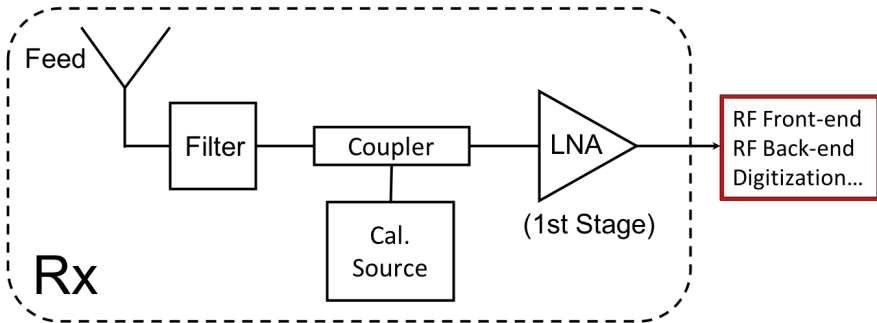 Feed
Filter
Coupler
LNA
(1st Stage)
Cal.
Source
Rx
RF Front-end
RF Back-end
Digitization...